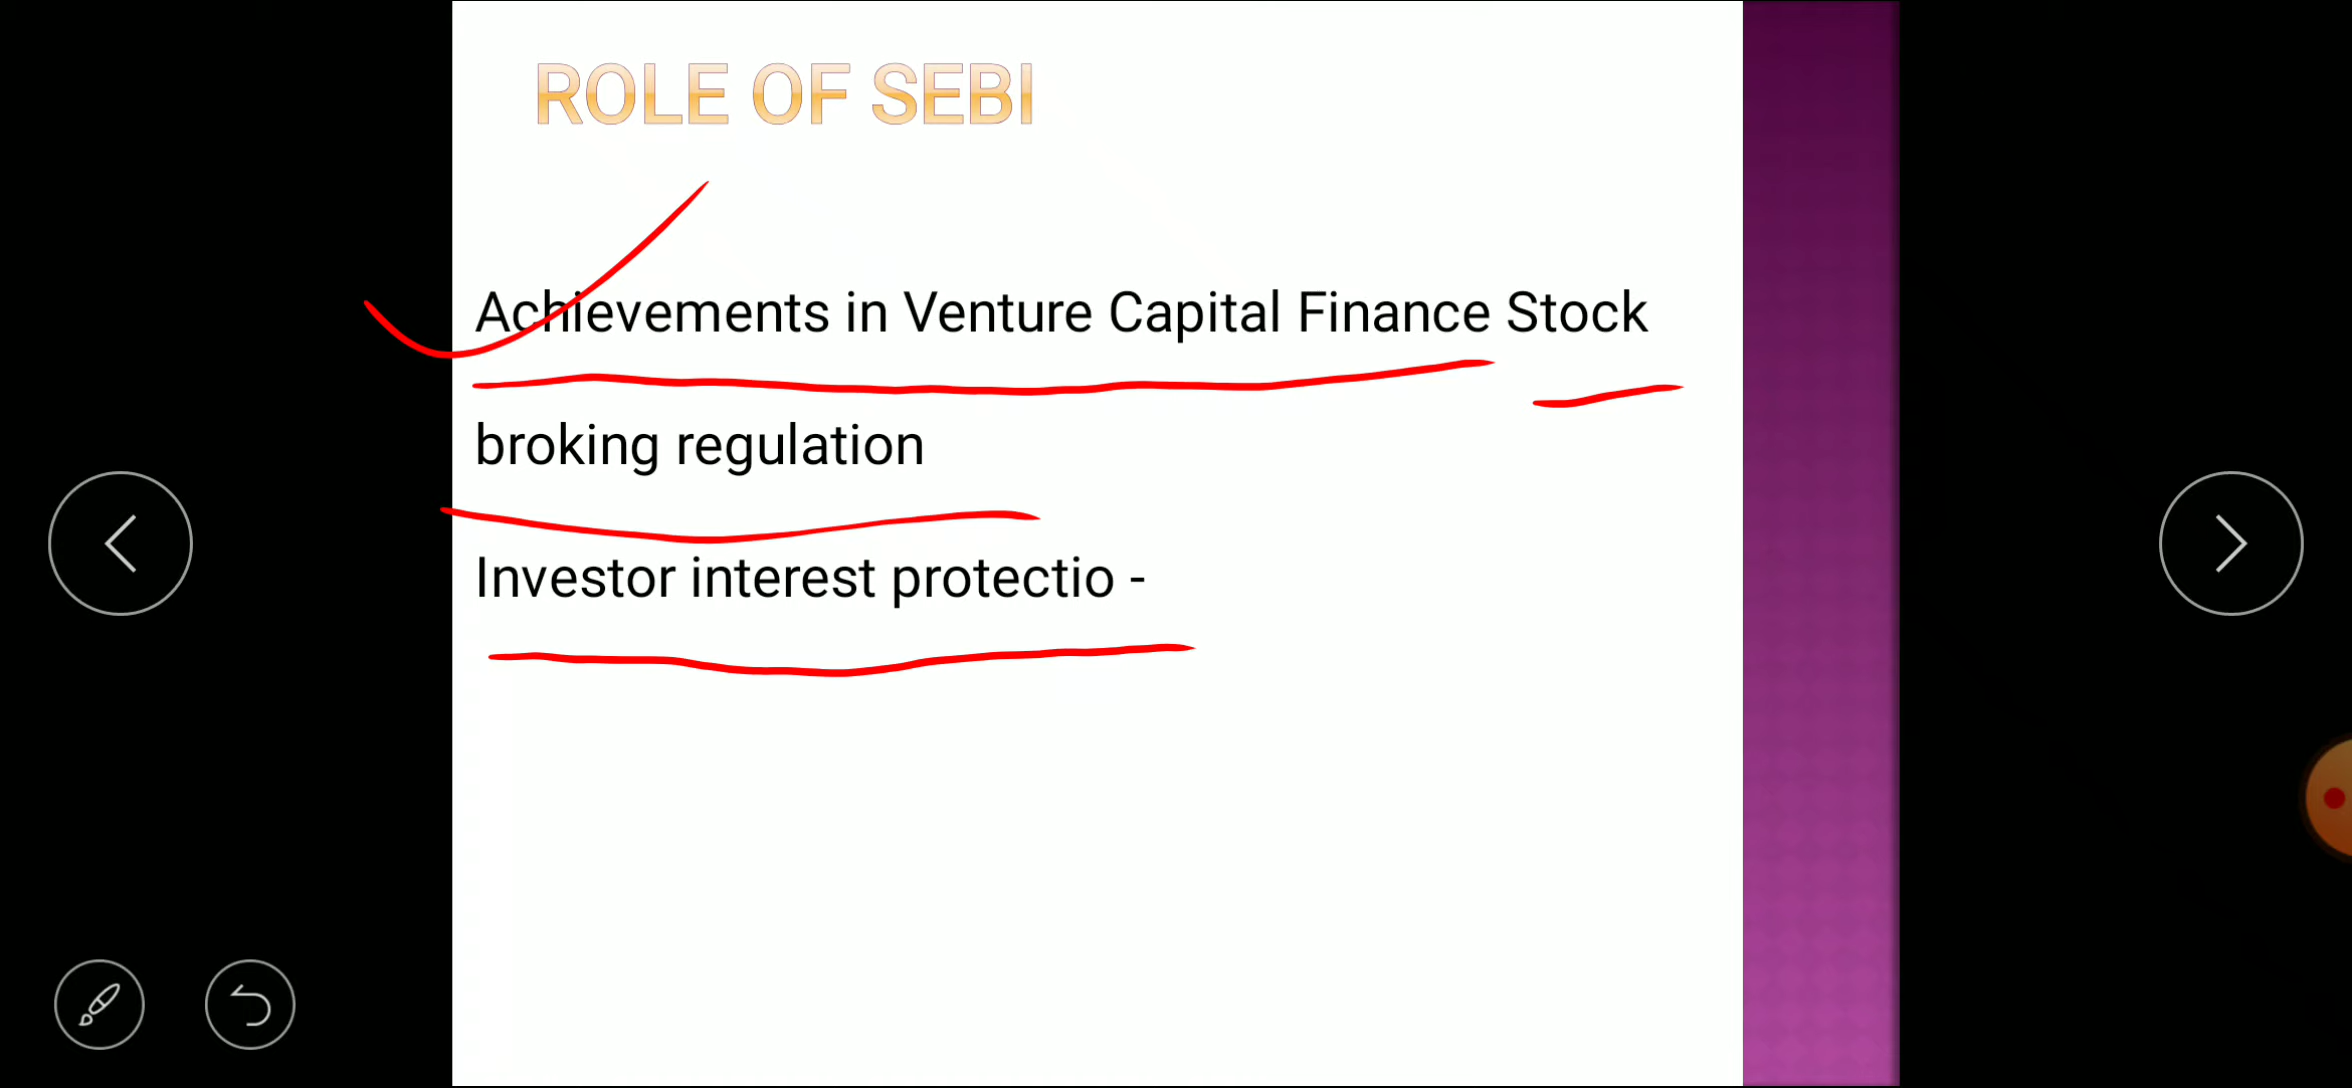 ROLE OF SEBI
Achievements in Venture Capital Finance Stock
broking regulation
Investor interest protectio -